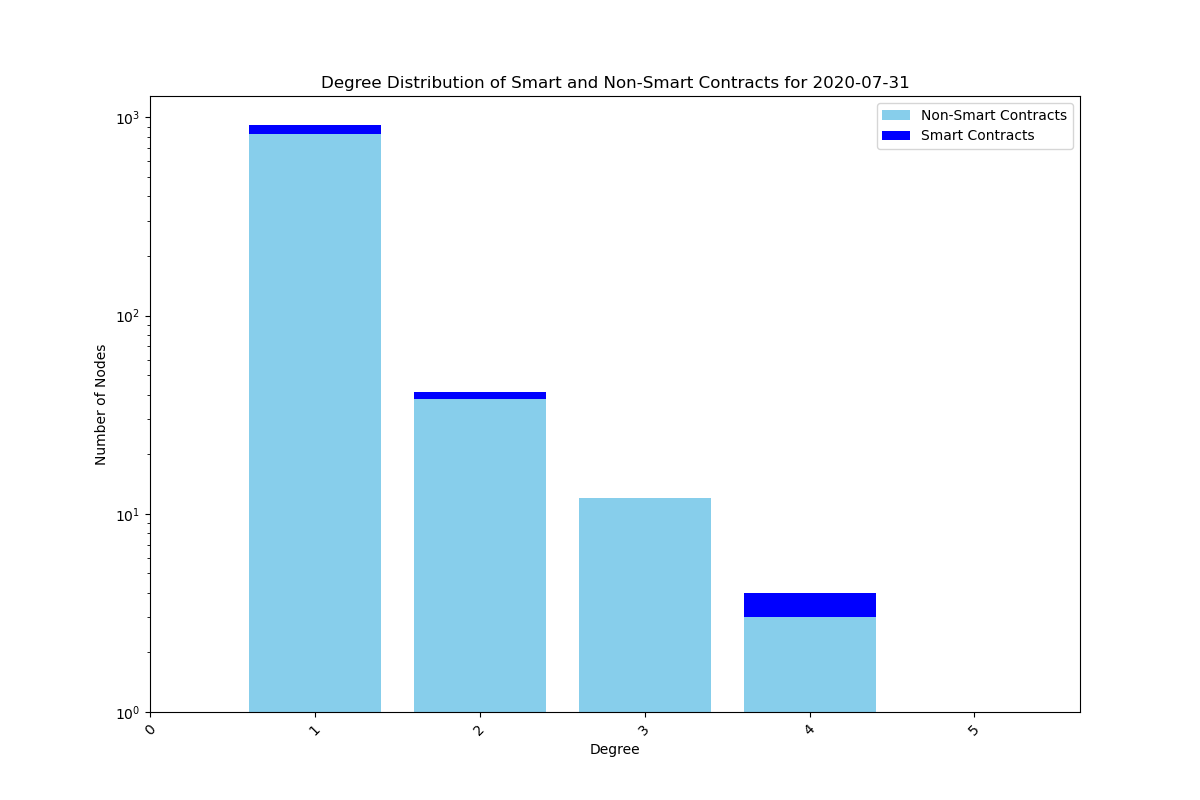 Degree Distribution of Smart and Non-Smart Contracts for 2020-07-31
Non-Smart Contracts
Smart Contracts
Number of Nodes
10³
10²
10¹
10⁰
0 1 2 3 4 5
Degree